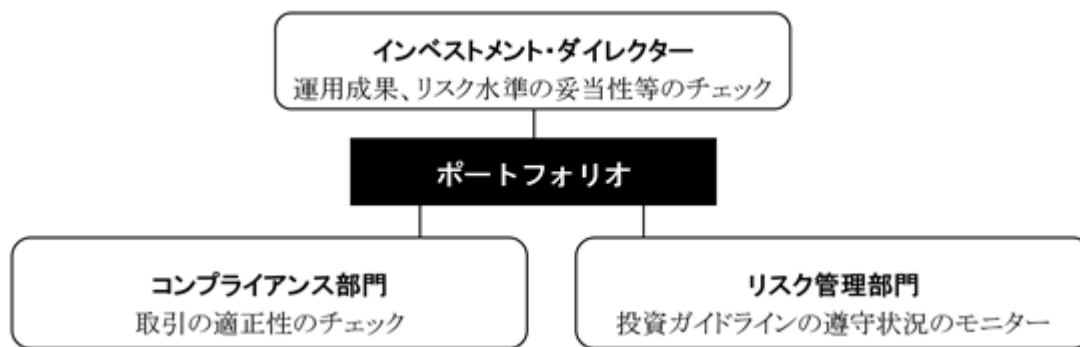 インベストメント・ダイレクター
運用成果、リスク水準の妥当性等のチェック
ポートフォリオ
コンプライアンス部門
取引の適正性のチェック
リスク管理部門
投資ガイドラインの遵守状況のモニター